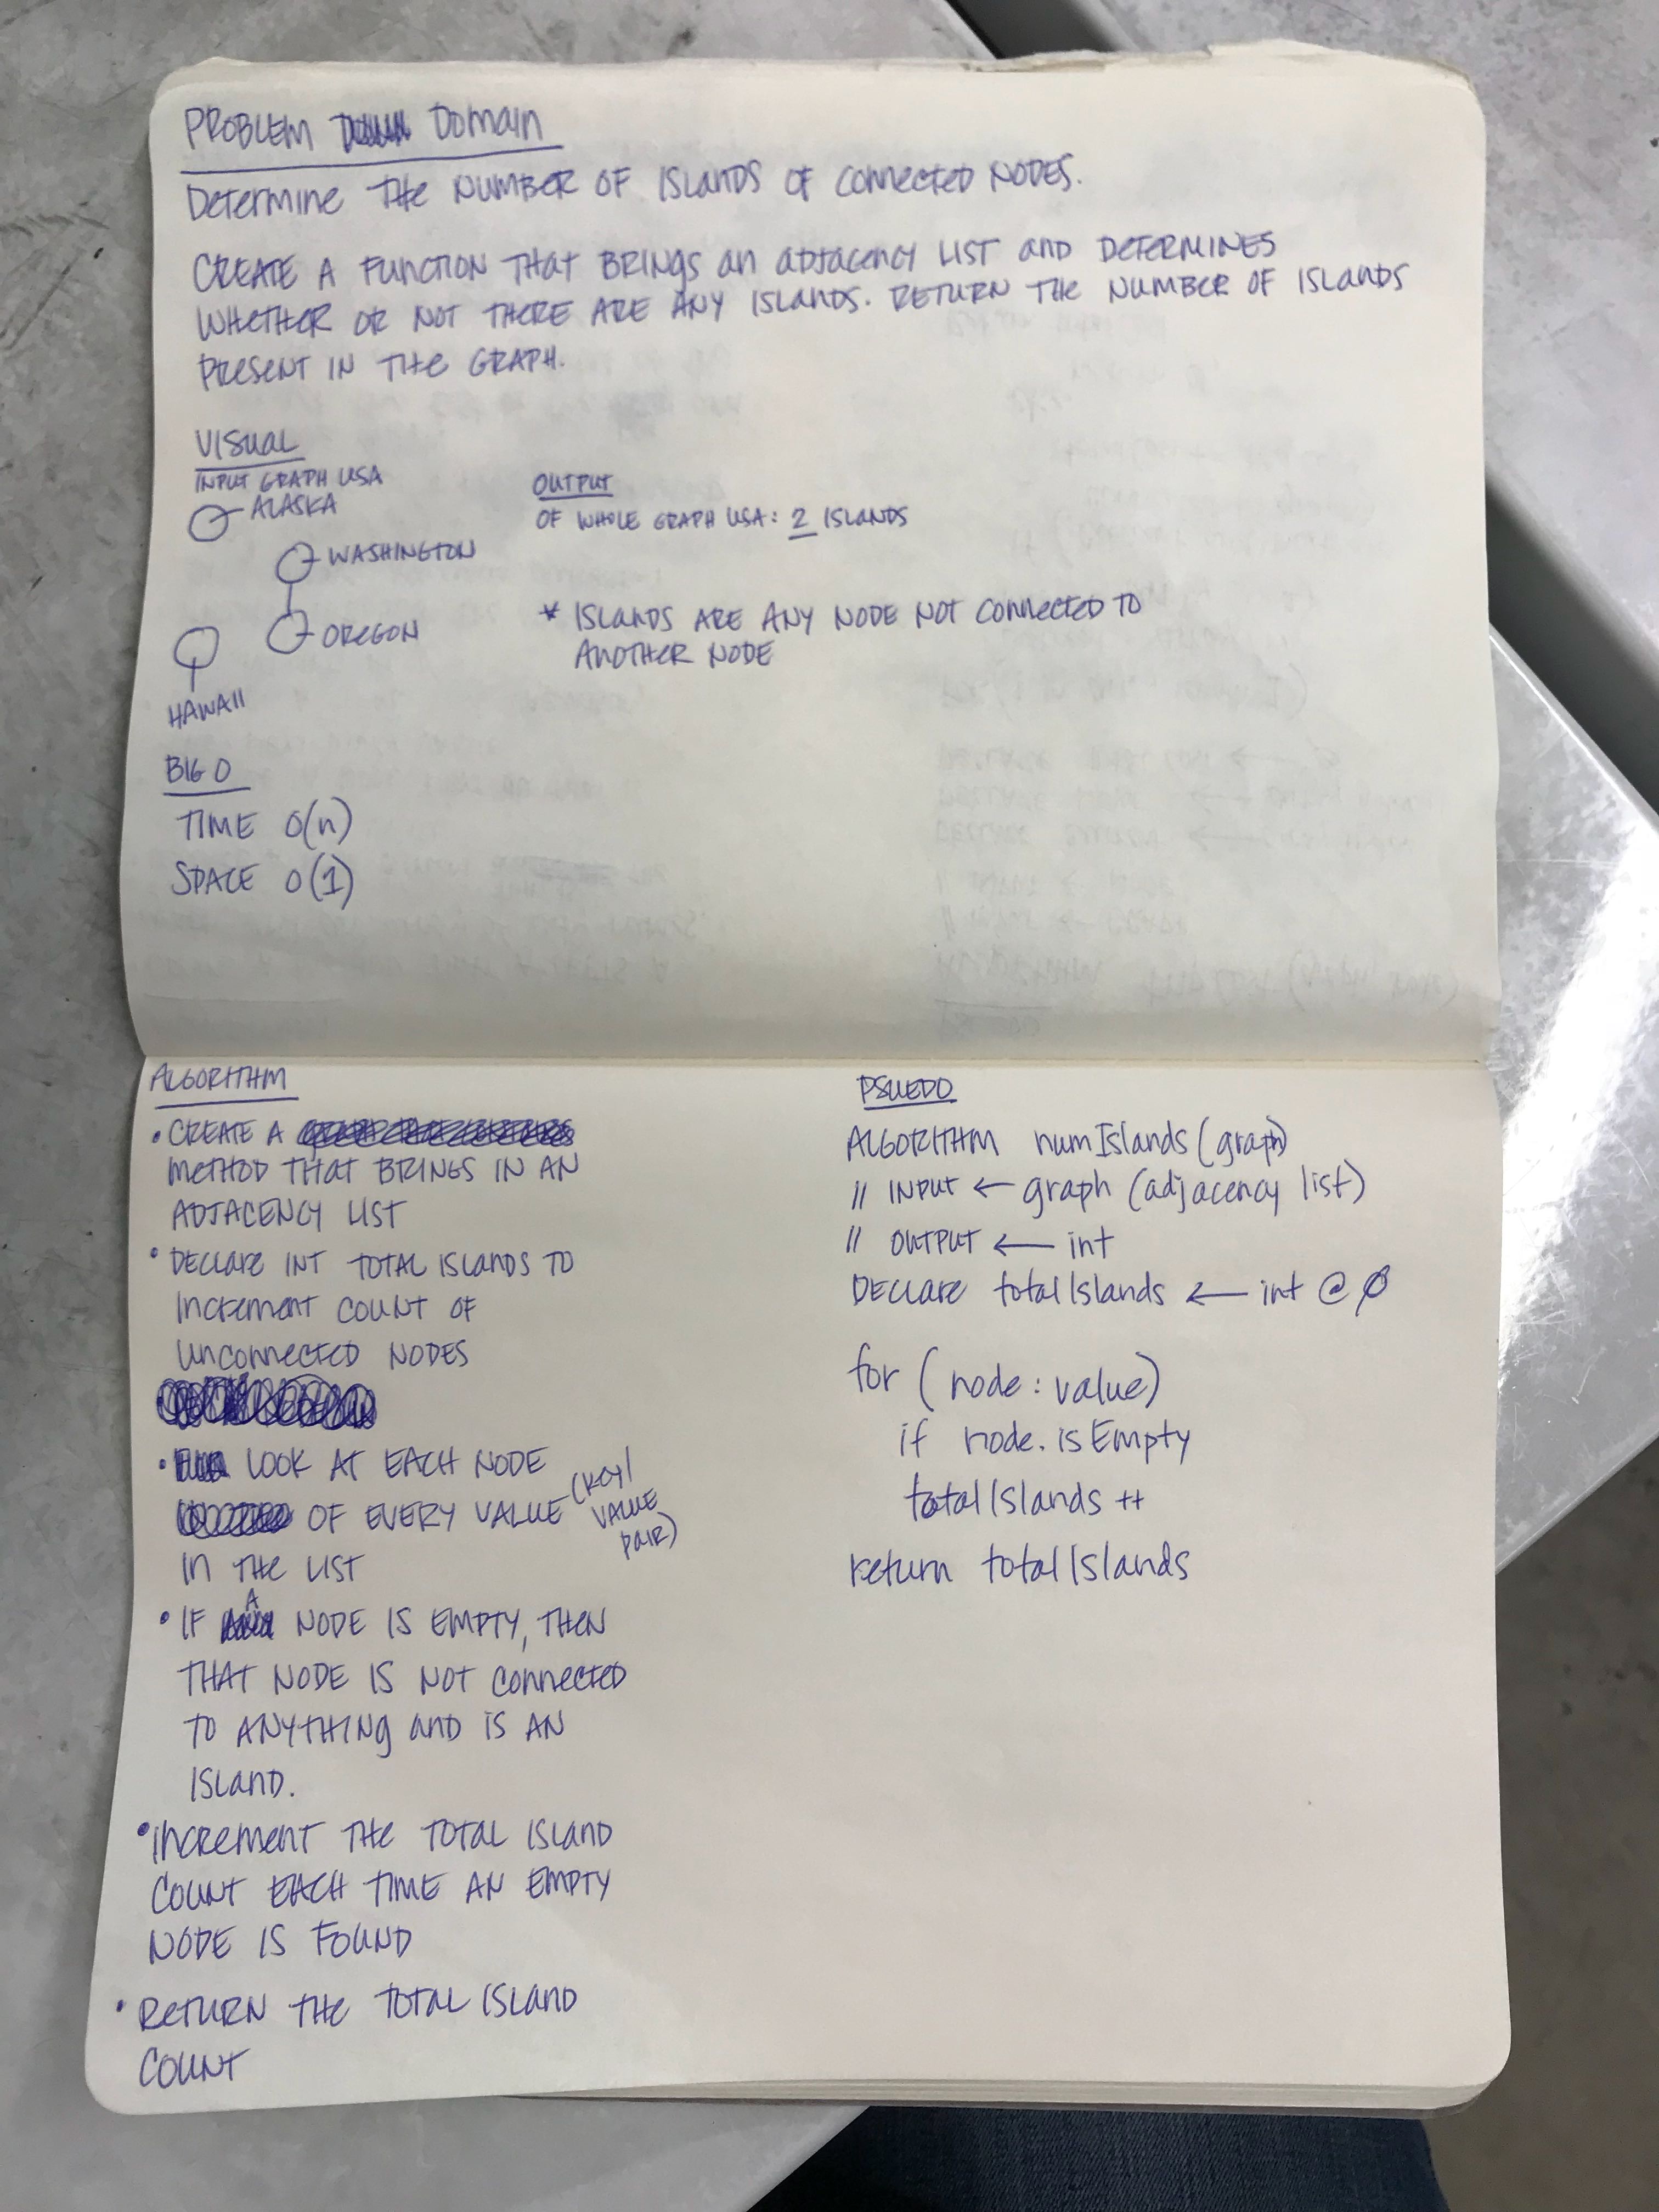 PROBLEM DOMAIN
DETERMINE THE NUMBER OF ISLANDS OF CONNECTED NODES.
CREATE A FUNCTION THAT BRINGS AN ADJACENCY LIST AND DETERMINES
WHETHER OR NOT THERE ARE ANY ISLANDS. RETURN THE NUMBER OF ISLANDS
PRESENT IN THE GRAPH.
VISUAL
INPUT GRAPH USA
ALASKA
WASHINGTON
OREGON
HAWAII
OUTPUT
OF WHOLE GRAPH USA: 2 ISLANDS
* ISLANDS ARE ANY NODE NOT CONNECTED TO
ANOTHER NODE
BIG O
TIME O(n)
SPACE O(1)
ALGORITHM
• CREATE A
METHOD THAT BRINGS IN AN
ADJACENCY LIST
• DECLARE INT TOTAL ISLANDS TO
INCREMENT COUNT OF
UNCONNECTED NODES
• LOOK AT EACH NODE
OF EVERY VALUE (KEY/
VALUE
PAIR)
IN THE LIST
• IF A NODE IS EMPTY, THEN
THAT NODE IS NOT CONNECTED
TO ANYTHING AND IS AN
ISLAND.
• INCREMENT THE TOTAL ISLAND
COUNT EACH TIME AN EMPTY
NODE IS FOUND
• RETURN THE TOTAL ISLAND
COUNT
PSUEDO
ALGORITHM numIslands (graph)
// INPUT ← graph (adjacency list)
// OUTPUT ← int
DECLARE totalIslands ← int @ Ø
for (node : value)
if node.isEmpty
totalIslands ++
return totalIslands